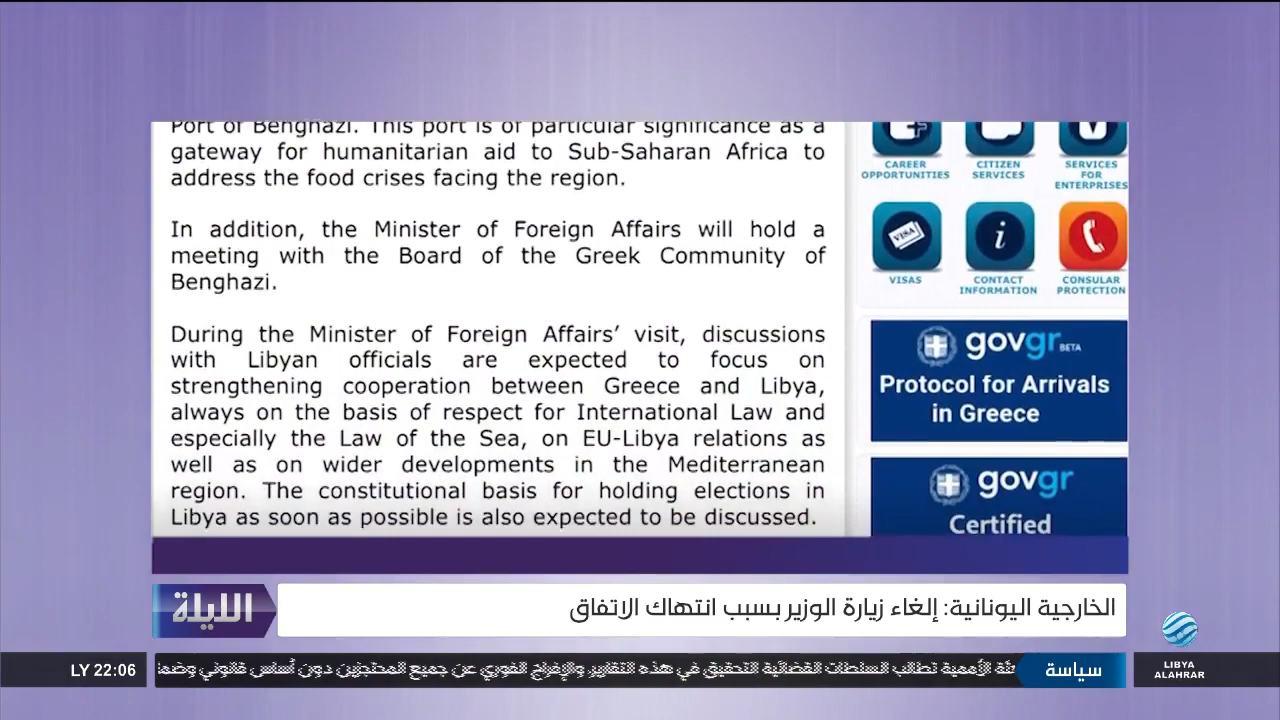 Port of Benghazi. This port is of particular significance as a
gateway for humanitarian aid to Sub-Saharan Africa to
address the food crises facing the region.
In addition, the Minister of Foreign Affairs will hold a
meeting with the Board of the Greek Community of
Benghazi.
During the Minister of Foreign Affairs’ visit, discussions
with Libyan officials are expected to focus on
strengthening cooperation between Greece and Libya,
always on the basis of respect for International Law and
especially the Law of the Sea, on EU-Libya relations as
well as on wider developments in the Mediterranean
region. The constitutional basis for holding elections in
Libya as soon as possible is also expected to be discussed.
CAREER
OPPORTUNITIES
CITIZEN
SERVICES
SERVICES
FOR
ENTERPRISES
VISA
VISAS
i
CONTACT
INFORMATION
CONSULAR
PROTECTION
govgr BETA
Protocol for Arrivals
in Greece
govgr
Certified
الليلة
الخارجية اليونانية: إلغاء زيارة الوزير بسبب انتهاك الاتفاق
LY 22:06
سياسة
الأممية تطالب السلطات القضائية التحقيق في هذه التقارير والإفراج الفوري عن جميع المحتجزين دون أساس قانوني
LIBYA
ALAHRAR